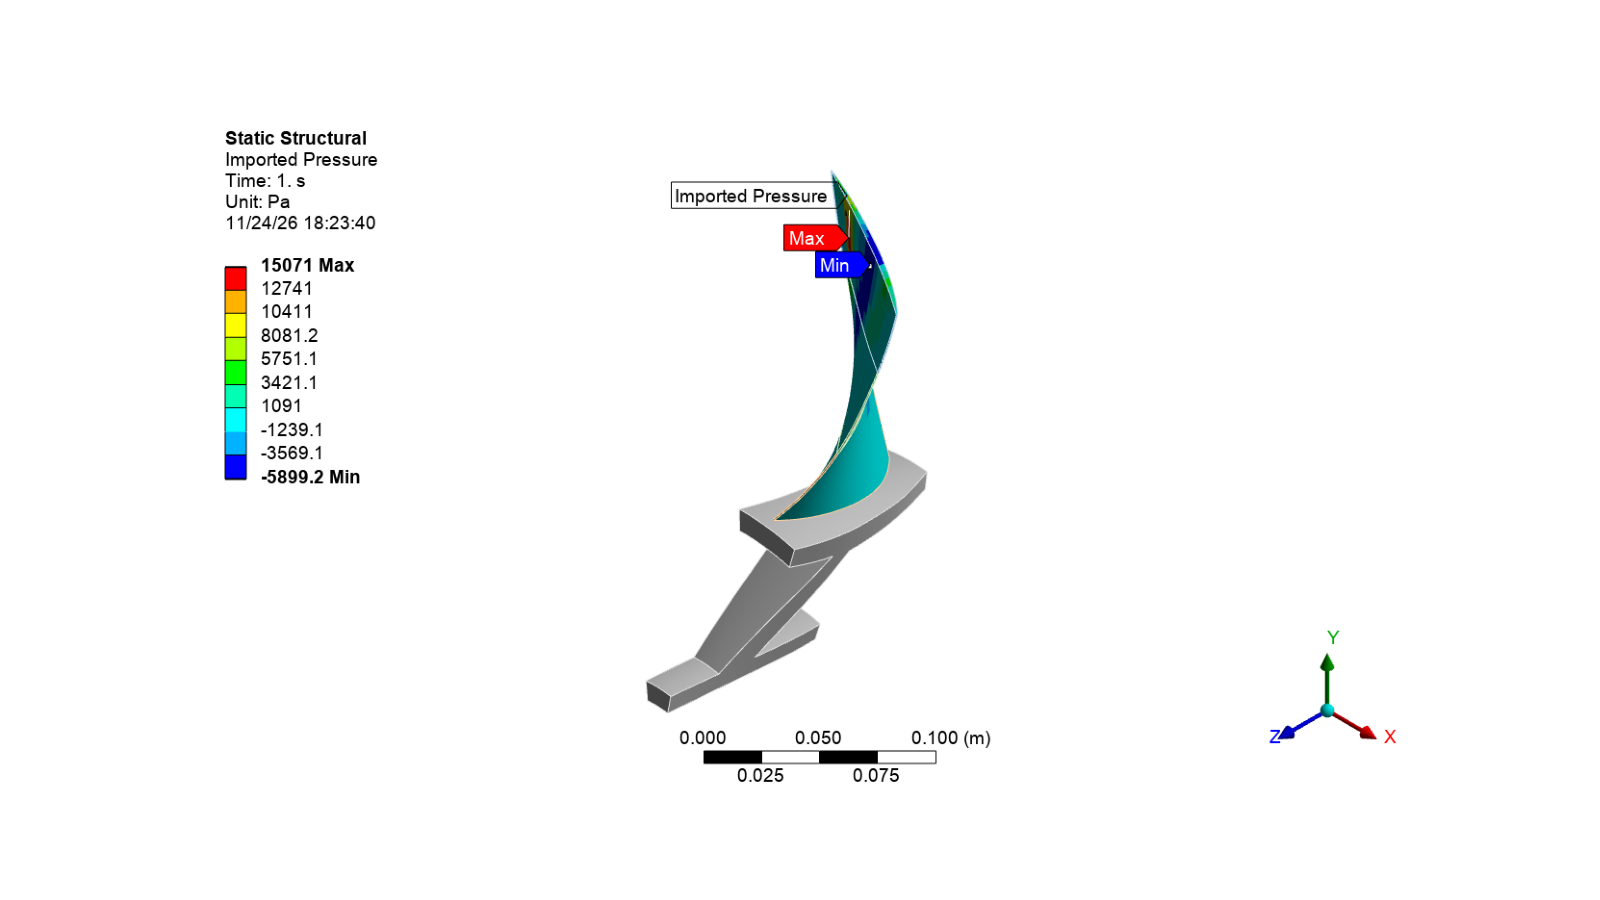 Static Structural
Imported Pressure
Time: 1. s
Unit: Pa
11/24/26 18:23:40
15071 Max
12741
10411
8081.2
5751.1
3421.1
1091
-1239.1
-3569.1
-5899.2 Min
Imported Pressure
Max
Min
0.000 0.050 0.100 (m)
0.025 0.075
Y
Z
X